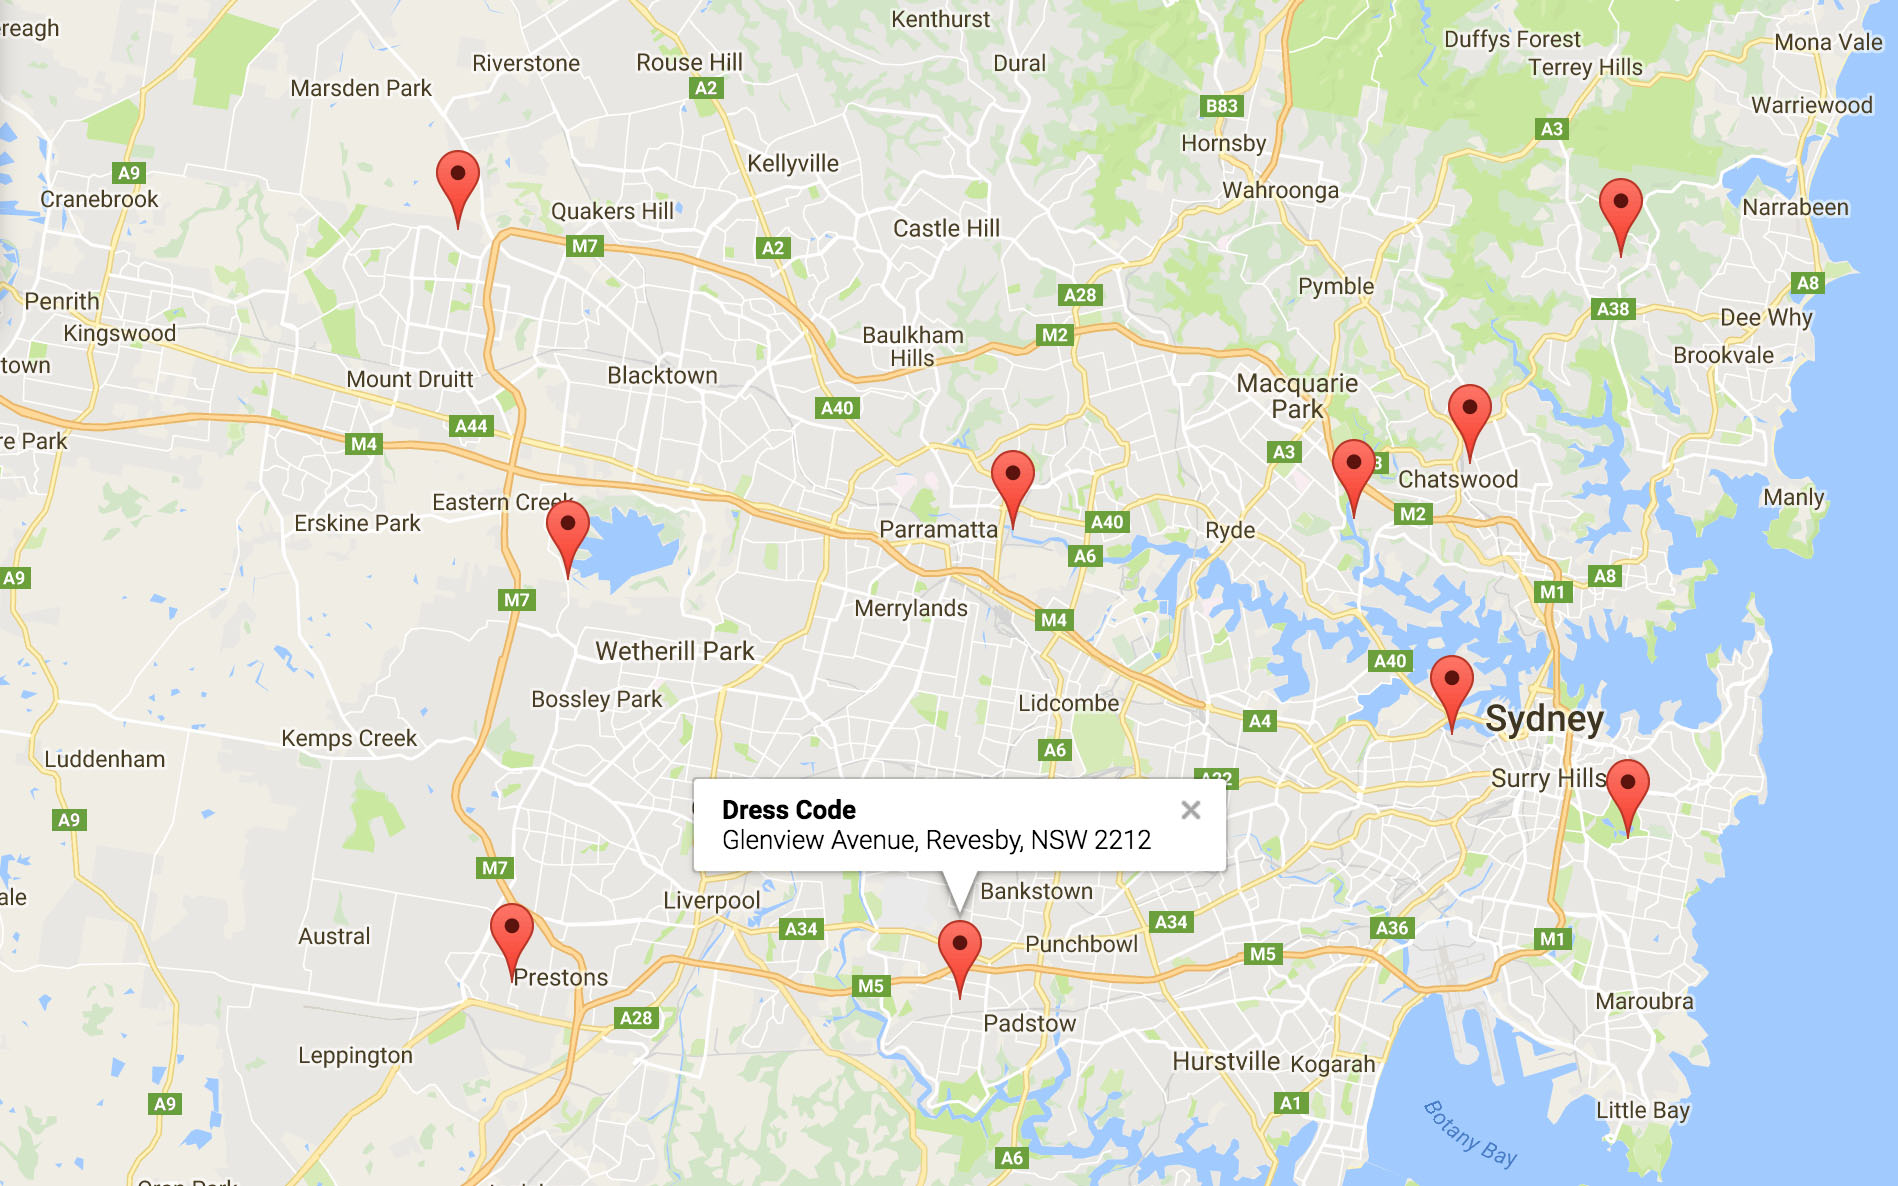 Kenthurst
ereagh
Duffys Forest
Mona Vale
Riverstone
Rouse Hill
Dural
Terrey Hills
Marsden Park
A2
B83
Warriewood
A3
Hornsby
Kellyville
A9
Cranebrook
Wahroonga
Quakers Hill
Narrabeen
Castle Hill
M7
A2
Pymble
A8
A28
Penrith
A38
Dee Why
Kingswood
Baulkham
Hills
M2
Brookvale
town
Mount Druitt
Blacktown
Macquarie
Park
A40
A44
re Park
M4
A3
3
Chatswood
Manly
Eastern Creek
Erskine Park
M2
Parramatta
A40
Ryde
A6
A9
A8
M1
M7
Merrylands
M4
Wetherill Park
A40
Bossley Park
Lidcombe
Sydney
A4
Kemps Creek
Luddenham
A6
A22
Surry Hills
Dress Code
Glenview Avenue, Revesby, NSW 2212
A9
M7
Bankstown
ale
Liverpool
A34
A34
A36
Austral
Punchbowl
M5
M1
Prestons
M5
Maroubra
A28
Padstow
Leppington
Hurstville
Kogarah
A9
A1
Little Bay
Botany Bay
A6